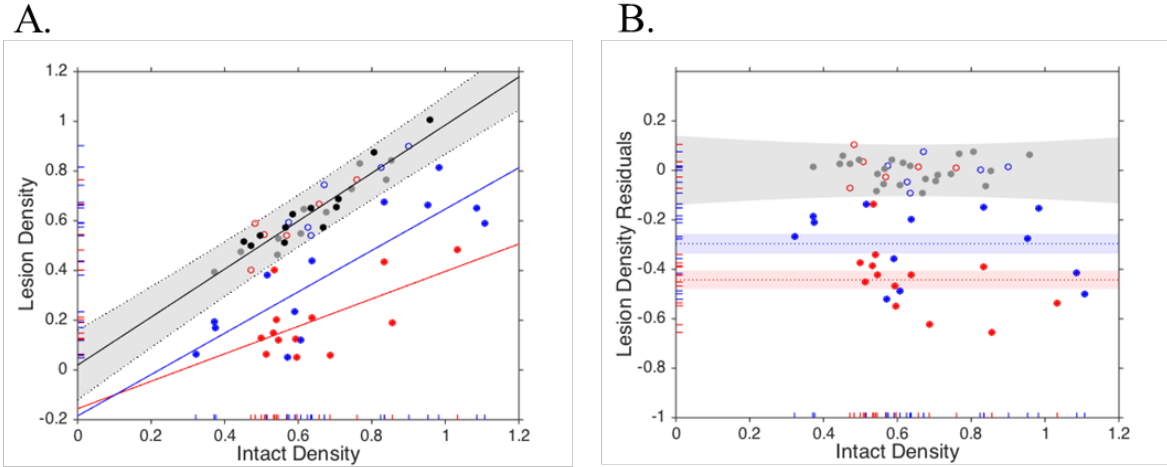 A.
B.
1.2
1
0.8
0.6
0.4
0.2
0
-0.2
0 0.2 0.4 0.6 0.8 1 1.2
Lesion Density
Intact Density
0.2
0
-0.2
-0.4
-0.6
-0.8
-1
0 0.2 0.4 0.6 0.8 1 1.2
Lesion Density Residuals
Intact Density